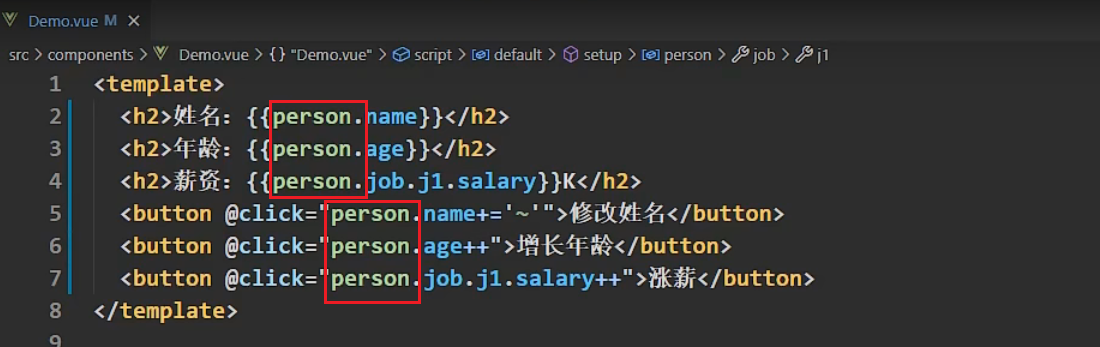 Demo.vue M ×
src > components > Demo.vue > {} "Demo.vue" > script > default > setup > person > job > j1
1 <template>
2 <h2>姓名：{{person.name}}</h2>
3 <h2>年龄：{{person.age}}</h2>
4 <h2>薪资：{{person.job.j1.salary}}K</h2>
5 <button @click="person.name+='~'">修改姓名</button>
6 <button @click="person.age++">增长年龄</button>
7 <button @click="person.job.j1.salary++">涨薪</button>
8 </template>
9